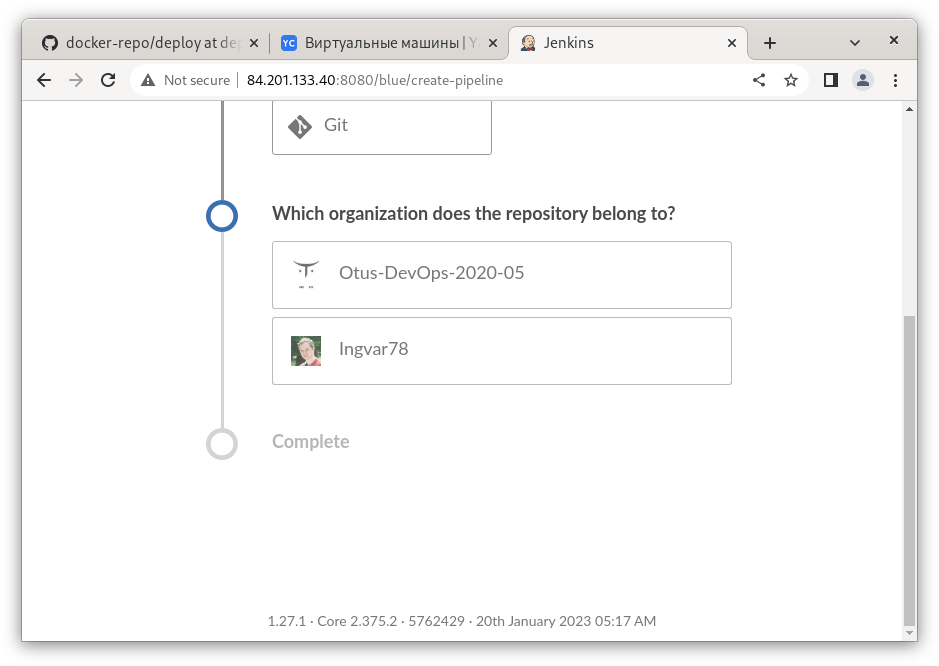 docker-repo/deploy at dep
YC Виртуальные машины | Y
Jenkins
Not secure
84.201.133.40:8080/blue/create-pipeline
Git
Which organization does the repository belong to?
Otus-DevOps-2020-05
Ingvar78
Complete
1.27.1 · Core 2.375.2 · 5762429 · 20th January 2023 05:17 AM